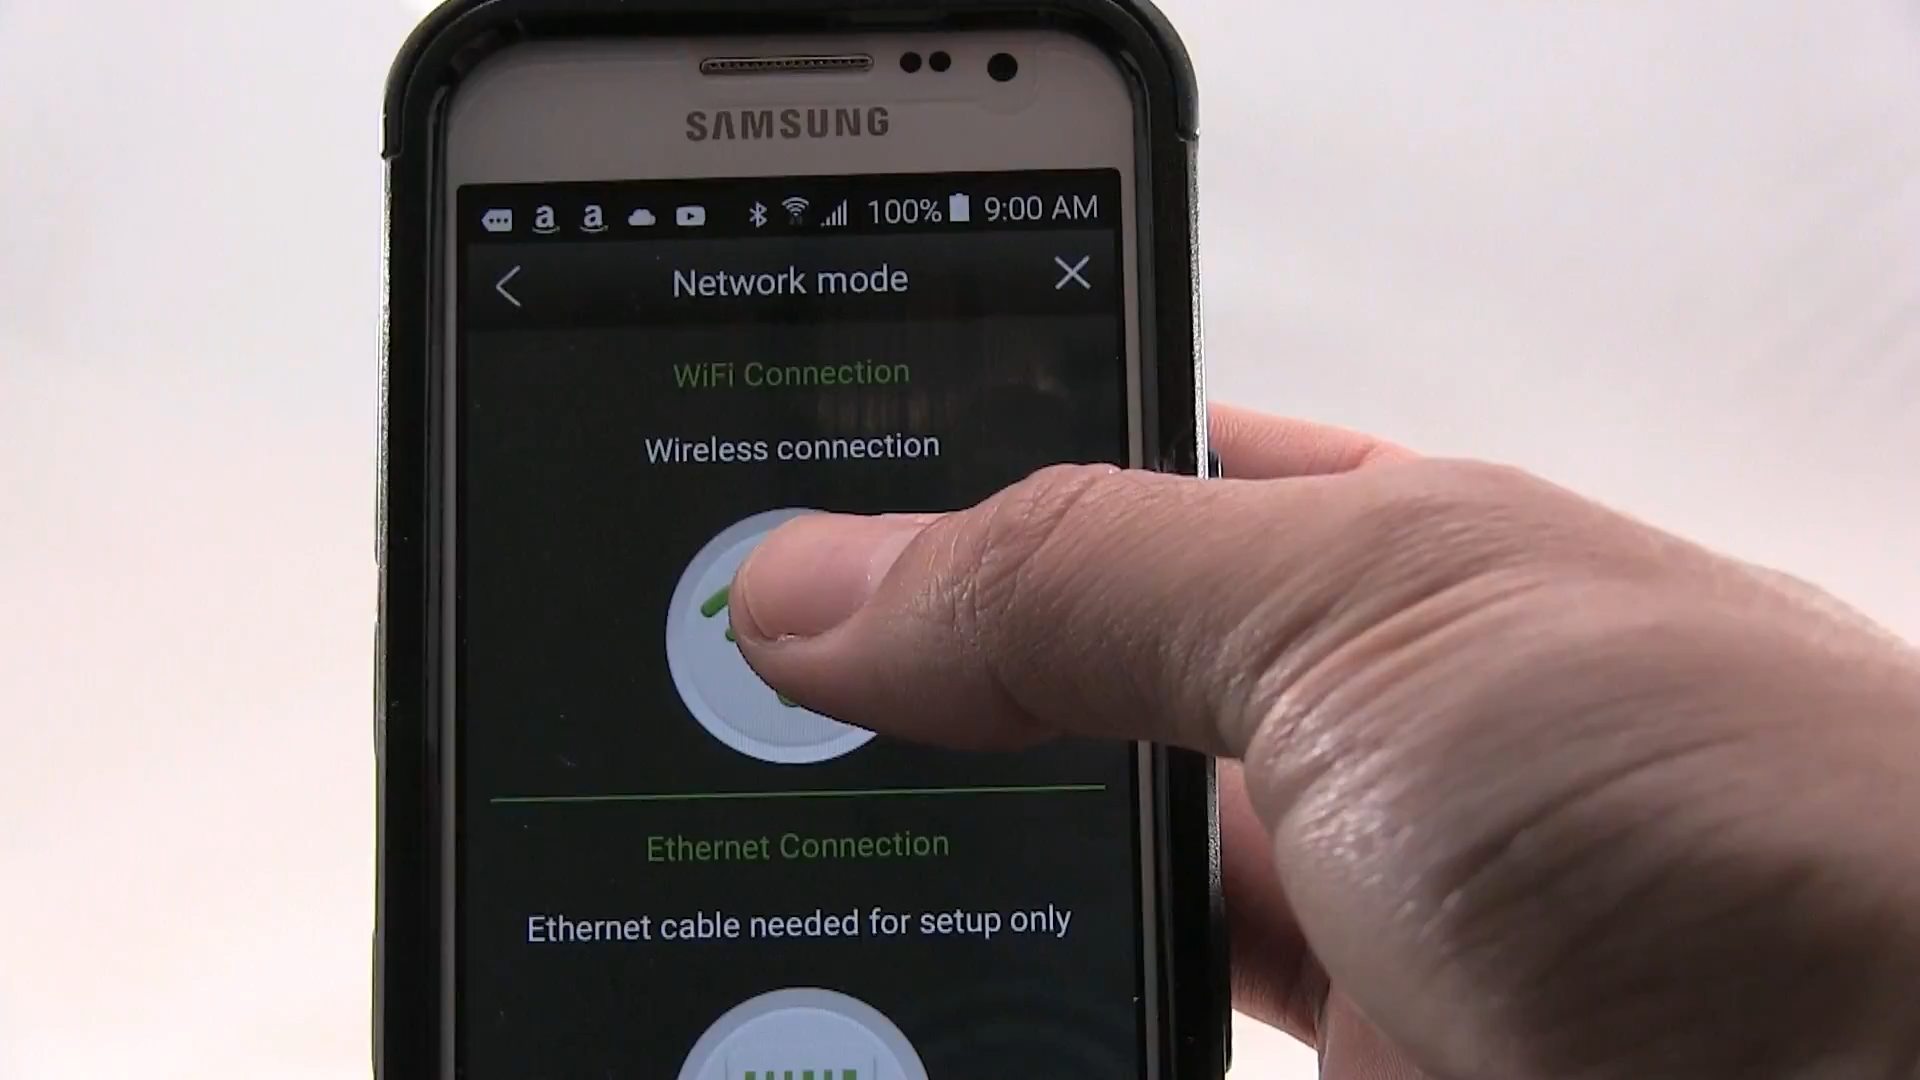 SAMSUNG
100% 9:00 AM
Network mode
WiFi Connection
Wireless connection
Ethernet Connection
Ethernet cable needed for setup only